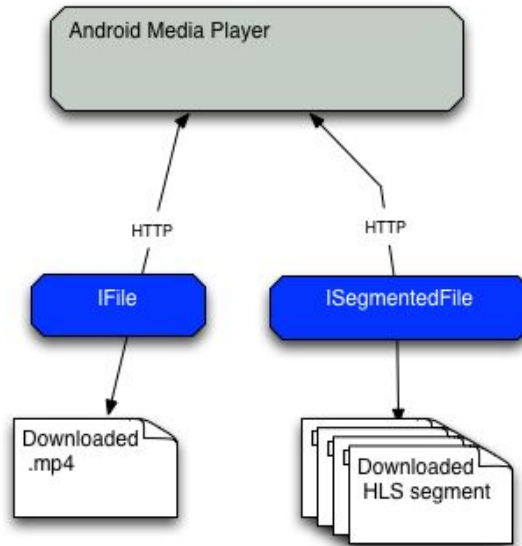 Android Media Player
HTTP
HTTP
IFile
ISegmentedFile
Downloaded
.mp4
Downloaded
HLS segment